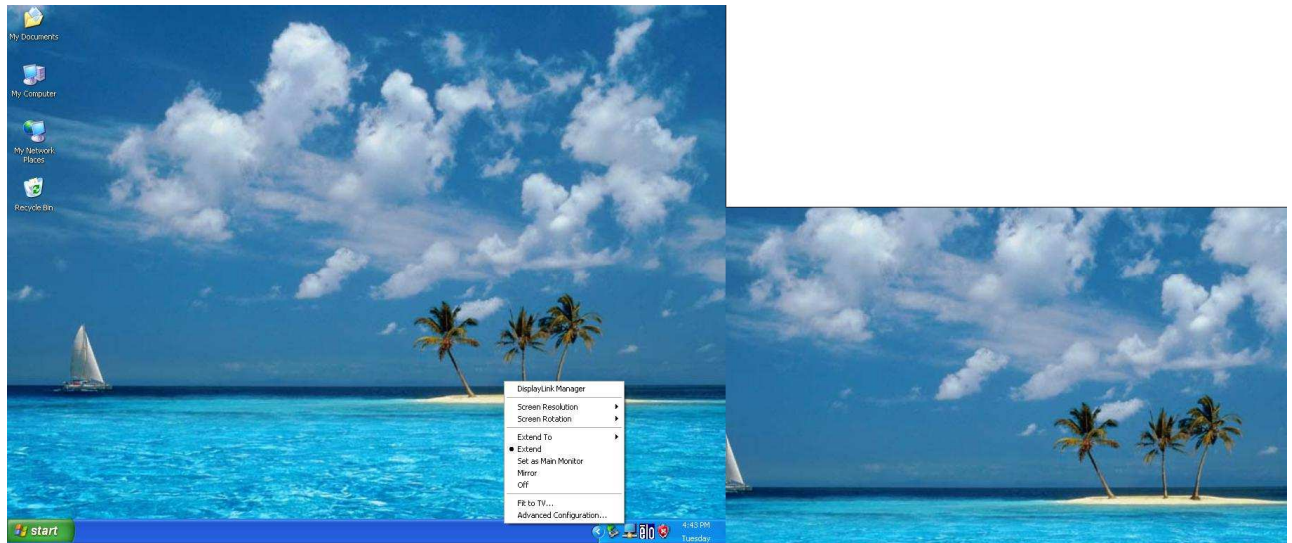 My Documents
My Computer
My Network
Places
Recycle Bin
DisplayLink Manager
Screen Resolution
Screen Rotation
Extend To
Extend
Set as Main Monitor
Mirror
Off
Fit to TV...
Advanced Configuration...
start
ēlo
4:43 PM
Tuesday